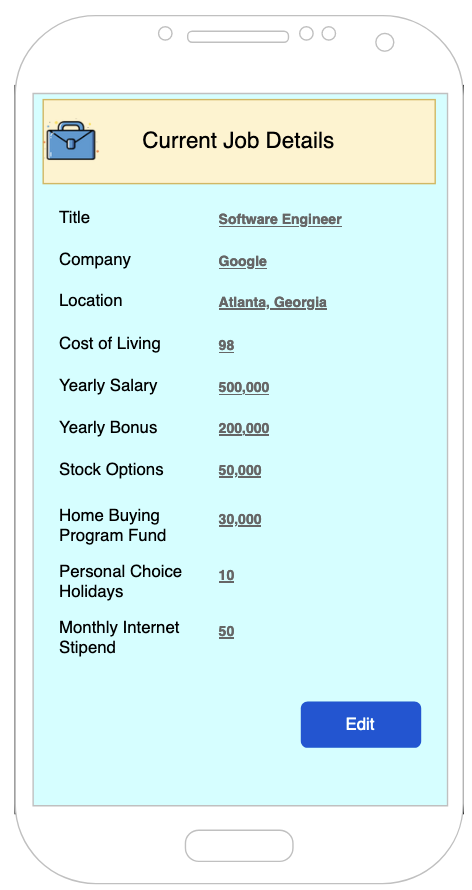 Current Job Details
Title Software Engineer
Company Google
Location Atlanta, Georgia
Cost of Living 98
Yearly Salary 500,000
Yearly Bonus 200,000
Stock Options 50,000
Home Buying 30,000
Program Fund
Personal Choice 10
Holidays
Monthly Internet 50
Stipend
Edit